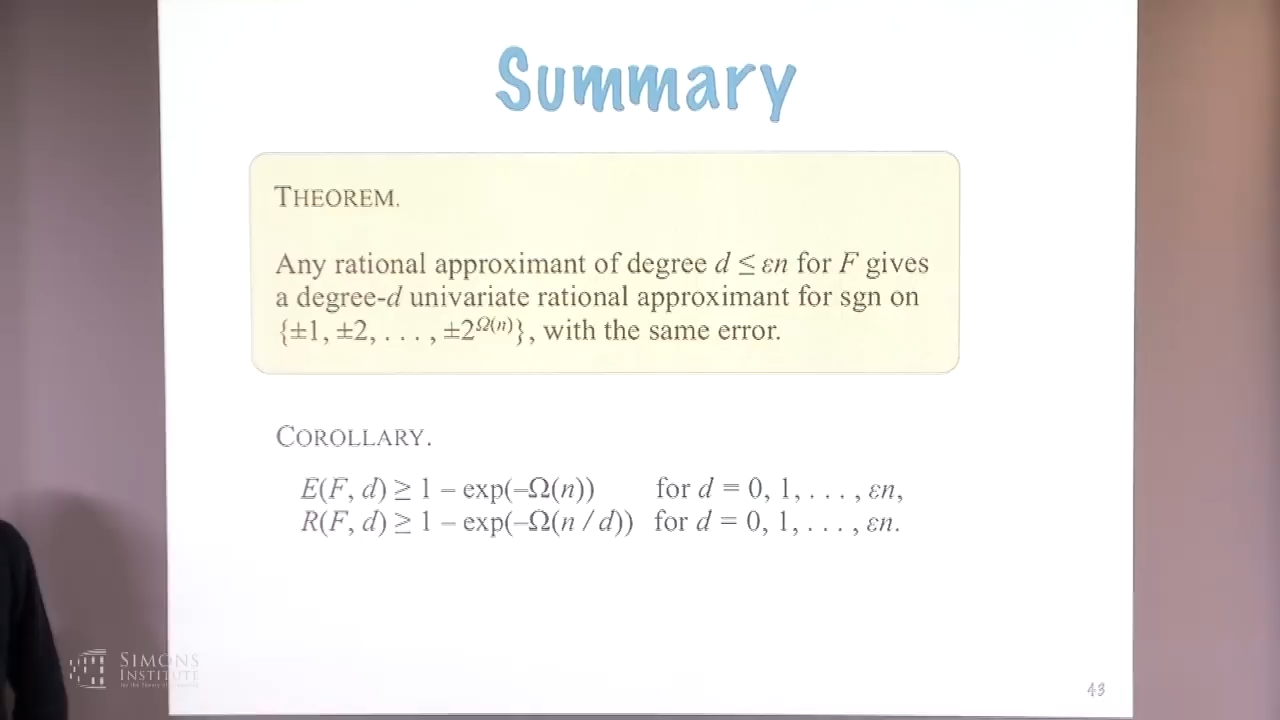 Summary
THEOREM.
Any rational approximant of degree d ≤ εn for F gives
a degree-d univariate rational approximant for sgn on
{±1, ±2, . . . , ±2^Ω(n)}, with the same error.
COROLLARY.
E(F, d) ≥ 1 – exp(–Ω(n)) for d = 0, 1, . . . , εn,
R(F, d) ≥ 1 – exp(–Ω(n / d)) for d = 0, 1, . . . , εn.
SIMONS
INSTITUTE
43